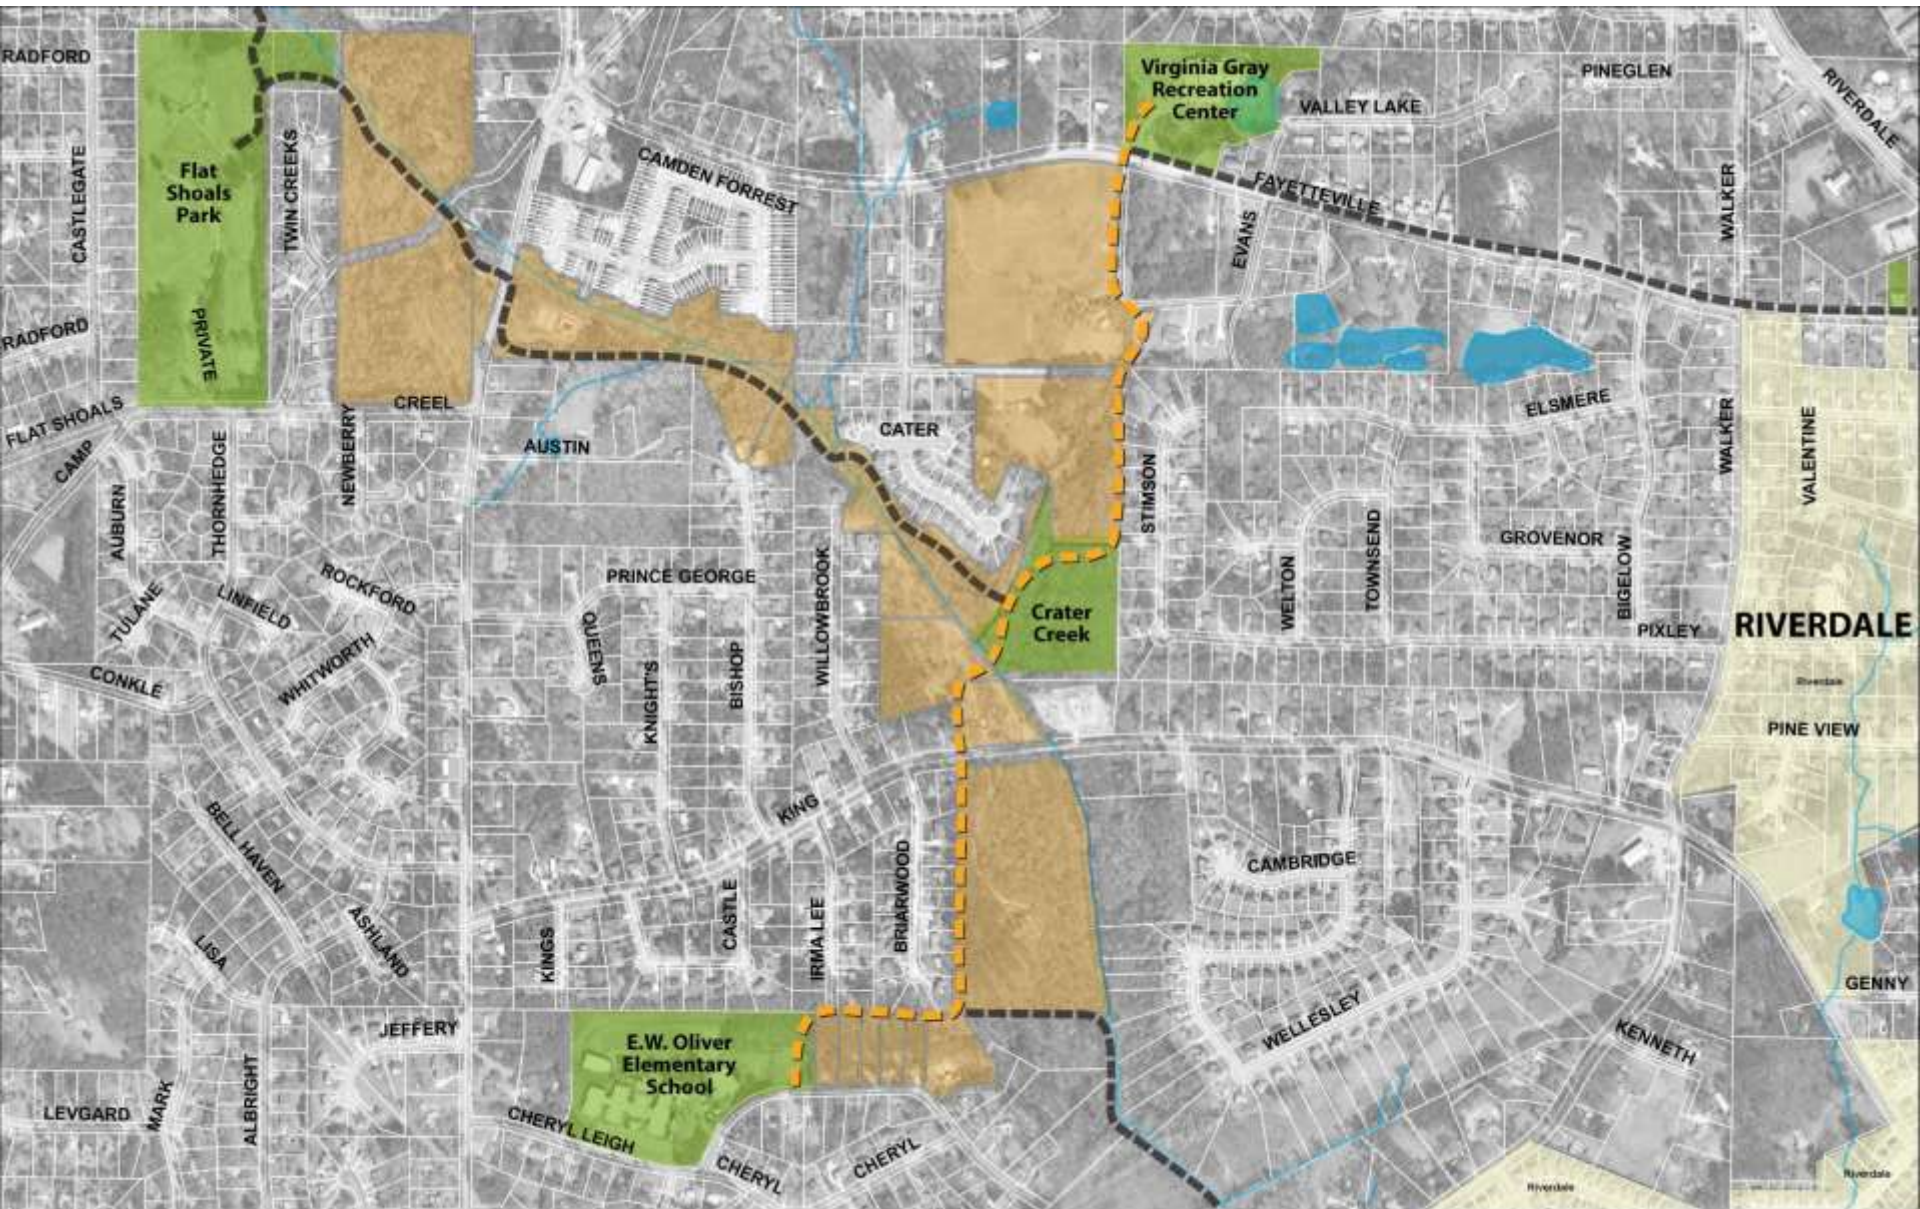 RADFORD
Virginia Gray
Recreation
Center
PINEGLEN
RIVERDALE
VALLEY LAKE
CASTLEGATE
TWIN CREEKS
Flat
Shoals
Park
CAMDEN FORREST
FAYETTEVILLE
WALKER
EVANS
RADFORD
PRIVATE
FLAT SHOALS
CREEL
CAMP
NEWBERRY
THORNHEDGE
AUBURN
AUSTIN
CATER
ELSMERE
WALKER
VALENTINE
STIMSON
TOWNSEND
GROVENOR
BIGELOW
WELTON
PRINCE GEORGE
ROCKFORD
LINFIELD
TULANE
WILLOWBROOK
QUEENS
Crater
Creek
PIXLEY
RIVERDALE
Riverdale
WHITWORTH
CONKLE
KNIGHT'S
BISHOP
PINE VIEW
KING
BELL HAVEN
CAMBRIDGE
BRIARWOOD
CASTLE
IRMA LEE
KINGS
ASHLAND
LISA
GENNY
WELLESLEY
KENNETH
JEFFERY
E.W. Oliver
Elementary
School
LEVGARD
MARK
ALBRIGHT
CHERYL LEIGH
CHERYL
CHERYL
Riverdale
Riverdale